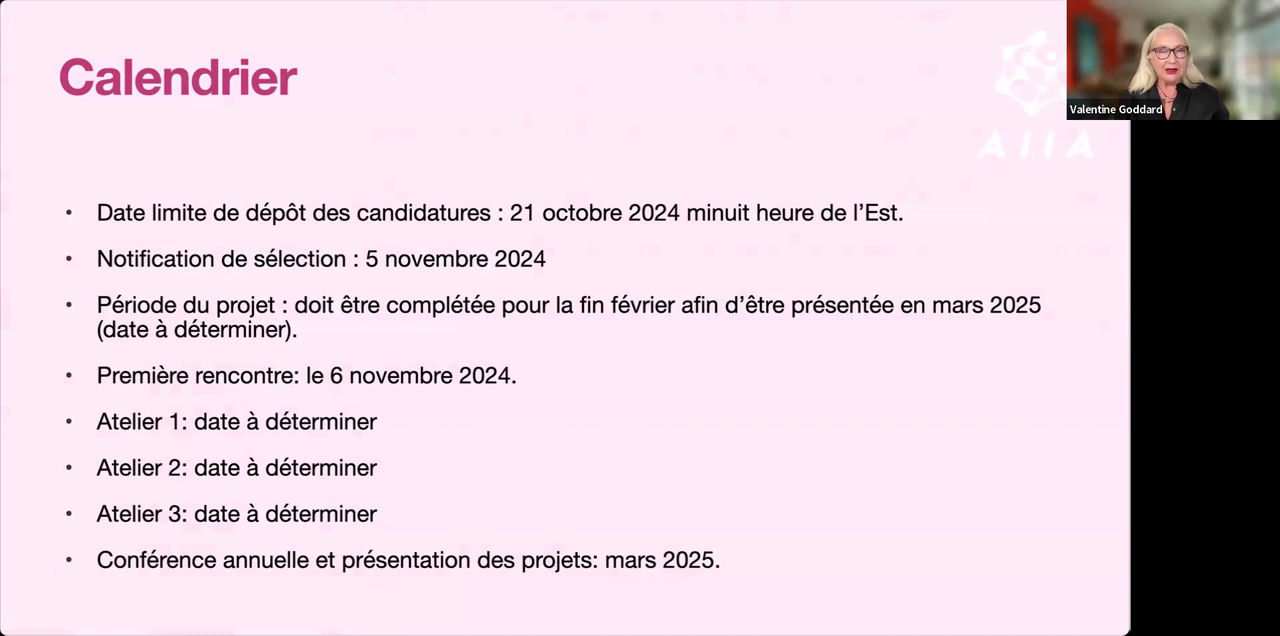 Calendrier
AIIA
Valentine Goddard
• Date limite de dépôt des candidatures : 21 octobre 2024 minuit heure de l’Est.
• Notification de sélection : 5 novembre 2024
• Période du projet : doit être complétée pour la fin février afin d’être présentée en mars 2025
(date à déterminer).
• Première rencontre: le 6 novembre 2024.
• Atelier 1: date à déterminer
• Atelier 2: date à déterminer
• Atelier 3: date à déterminer
• Conférence annuelle et présentation des projets: mars 2025.